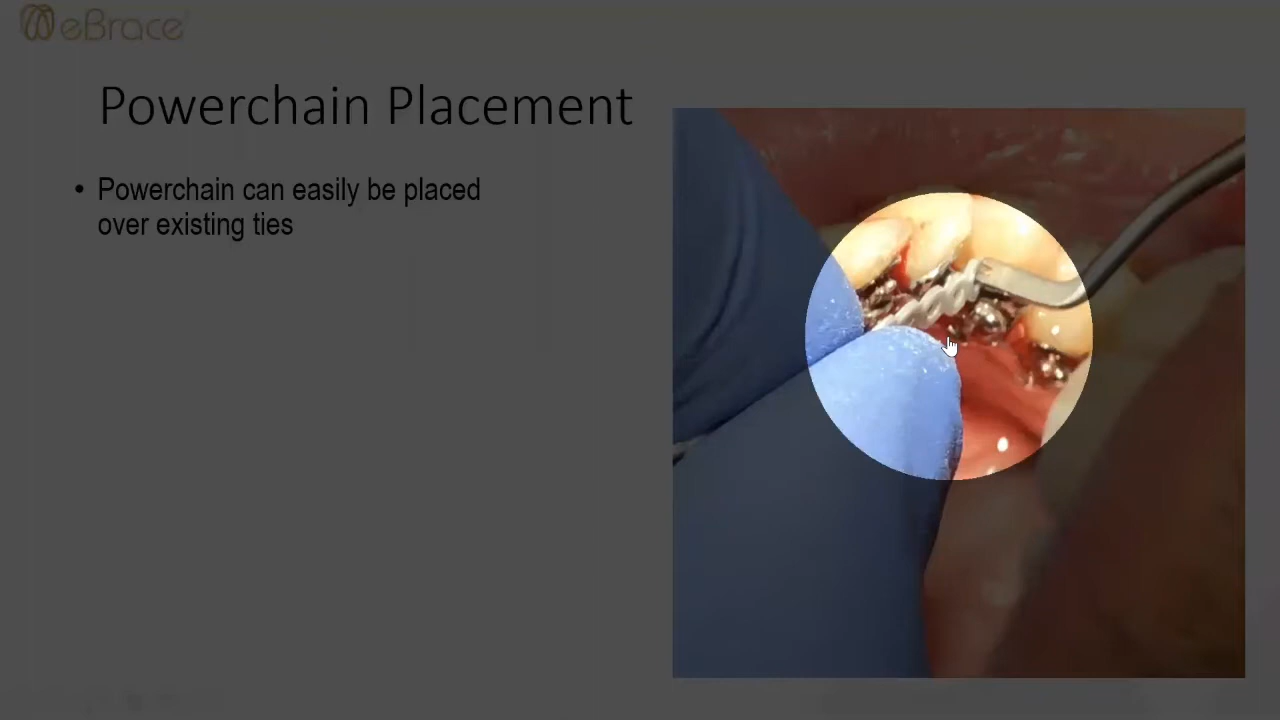 eBrace
Powerchain Placement
• Powerchain can easily be placed
over existing ties